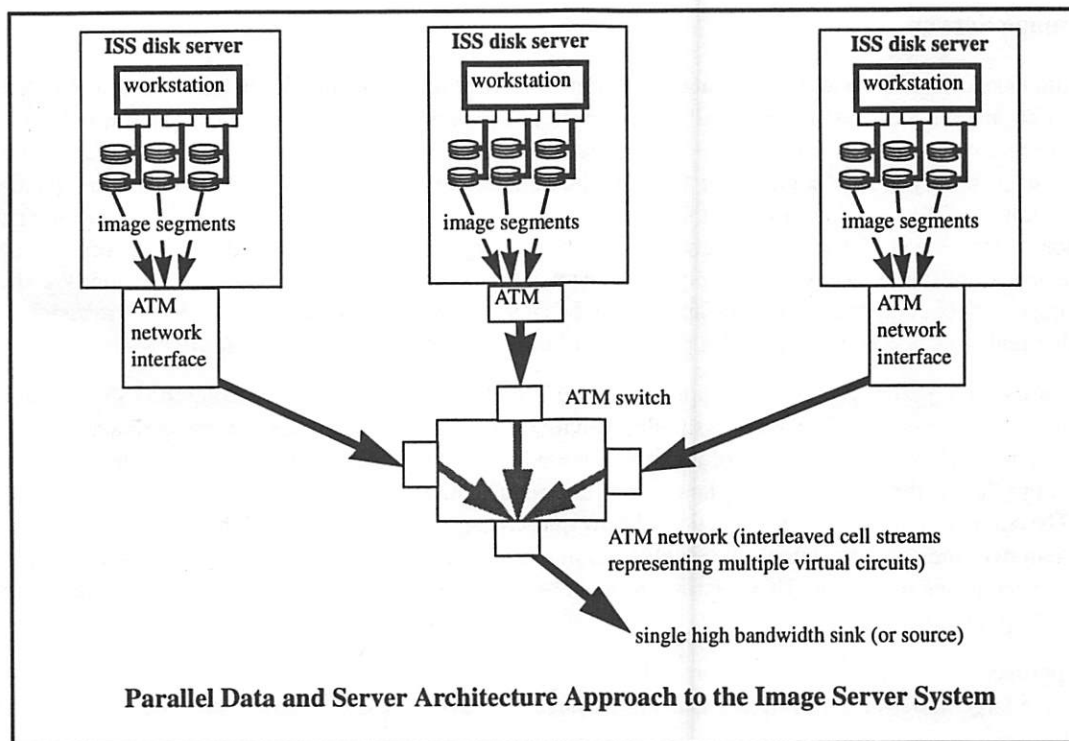 ISS disk server
workstation
image segments
ATM
network
interface
ISS disk server
workstation
image segments
ATM
ISS disk server
workstation
image segments
ATM
network
interface
ATM switch
ATM network (interleaved cell streams
representing multiple virtual circuits)
single high bandwidth sink (or source)
Parallel Data and Server Architecture Approach to the Image Server System